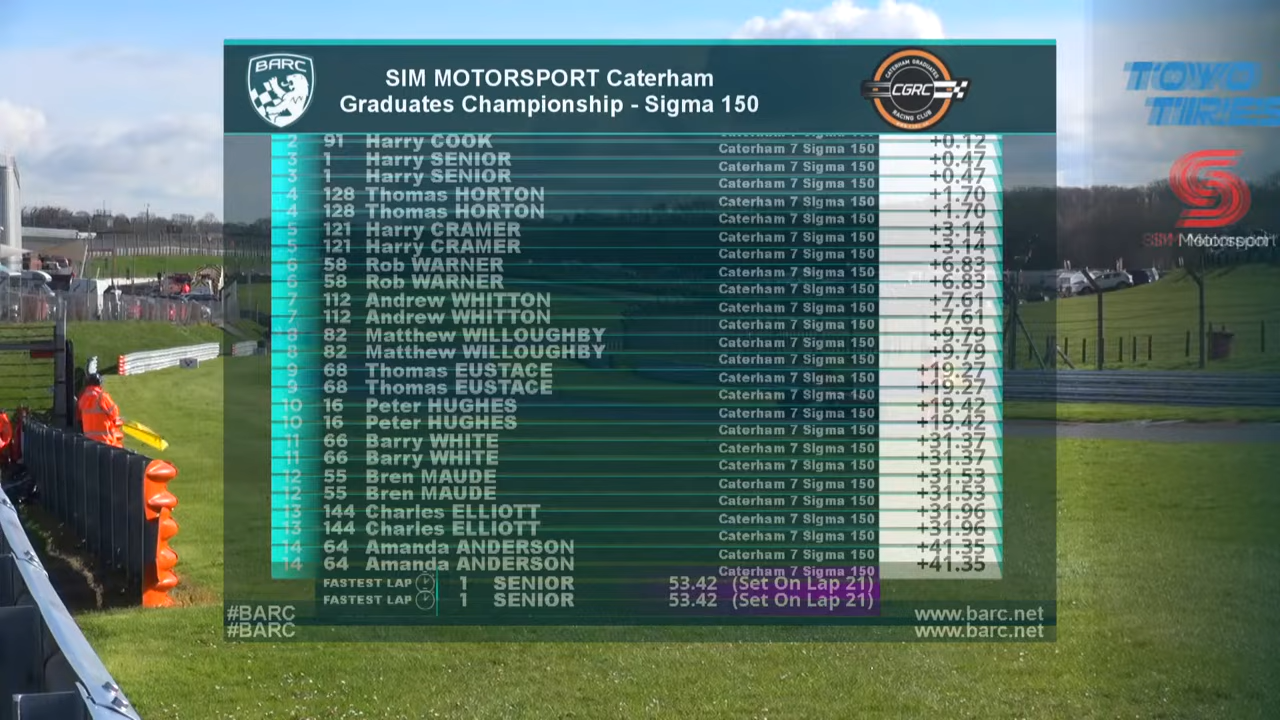 BARC
SIM MOTORSPORT Caterham
Graduates Championship - Sigma 150
CATERHAM GRADUATES
CGRC
RACING CLUB
TIRES
Motorsport
2 91 Harry COOK Caterham 7 Sigma 150 +0.12
3 1 Harry SENIOR Caterham 7 Sigma 150 +0.47
3 1 Harry SENIOR Caterham 7 Sigma 150 +0.47
4 128 Thomas HORTON Caterham 7 Sigma 150 +1.70
4 128 Thomas HORTON Caterham 7 Sigma 150 +1.70
5 121 Harry CRAMER Caterham 7 Sigma 150 +3.14
5 121 Harry CRAMER Caterham 7 Sigma 150 +3.14
6 58 Rob WARNER Caterham 7 Sigma 150 +6.83
6 58 Rob WARNER Caterham 7 Sigma 150 +6.83
7 112 Andrew WHITTON Caterham 7 Sigma 150 +7.61
7 112 Andrew WHITTON Caterham 7 Sigma 150 +7.61
8 82 Matthew WILLOUGHBY Caterham 7 Sigma 150 +9.79
8 82 Matthew WILLOUGHBY Caterham 7 Sigma 150 +9.79
9 68 Thomas EUSTACE Caterham 7 Sigma 150 +19.27
9 68 Thomas EUSTACE Caterham 7 Sigma 150 +19.27
10 16 Peter HUGHES Caterham 7 Sigma 150 +19.42
10 16 Peter HUGHES Caterham 7 Sigma 150 +19.42
11 66 Barry WHITE Caterham 7 Sigma 150 +31.37
11 66 Barry WHITE Caterham 7 Sigma 150 +31.37
12 55 Bren MAUDE Caterham 7 Sigma 150 +31.53
12 55 Bren MAUDE Caterham 7 Sigma 150 +31.53
13 144 Charles ELLIOTT Caterham 7 Sigma 150 +31.96
13 144 Charles ELLIOTT Caterham 7 Sigma 150 +31.96
14 64 Amanda ANDERSON Caterham 7 Sigma 150 +41.35
14 64 Amanda ANDERSON Caterham 7 Sigma 150 +41.35
FASTEST LAP 1 SENIOR 53.42 (Set On Lap 21)
FASTEST LAP 1 SENIOR 53.42 (Set On Lap 21)
#BARC www.barc.net
#BARC www.barc.net